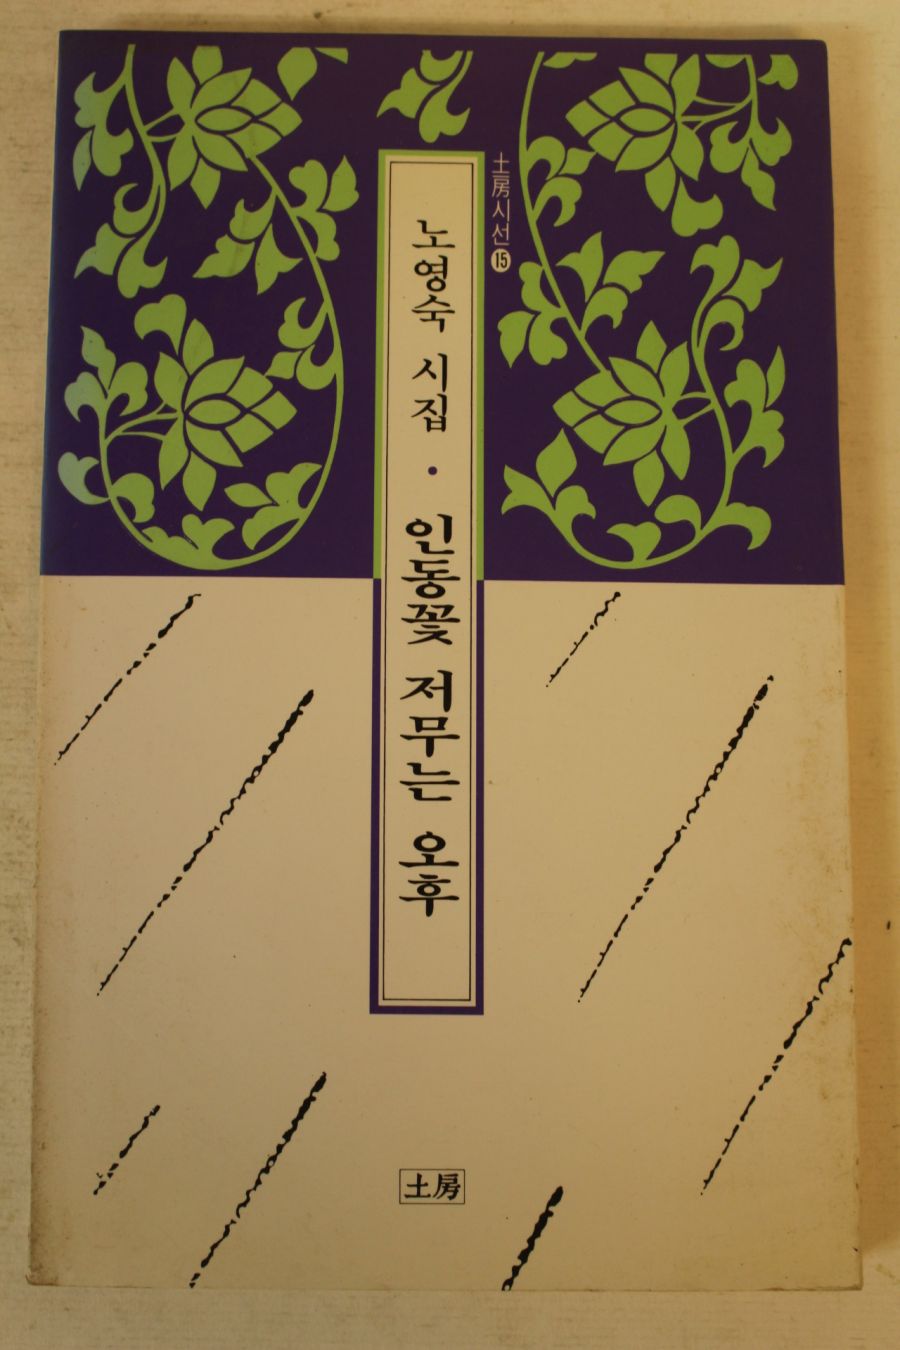 土房시선 15
노영숙 시집 · 인동꽃 저무는 오후
土房